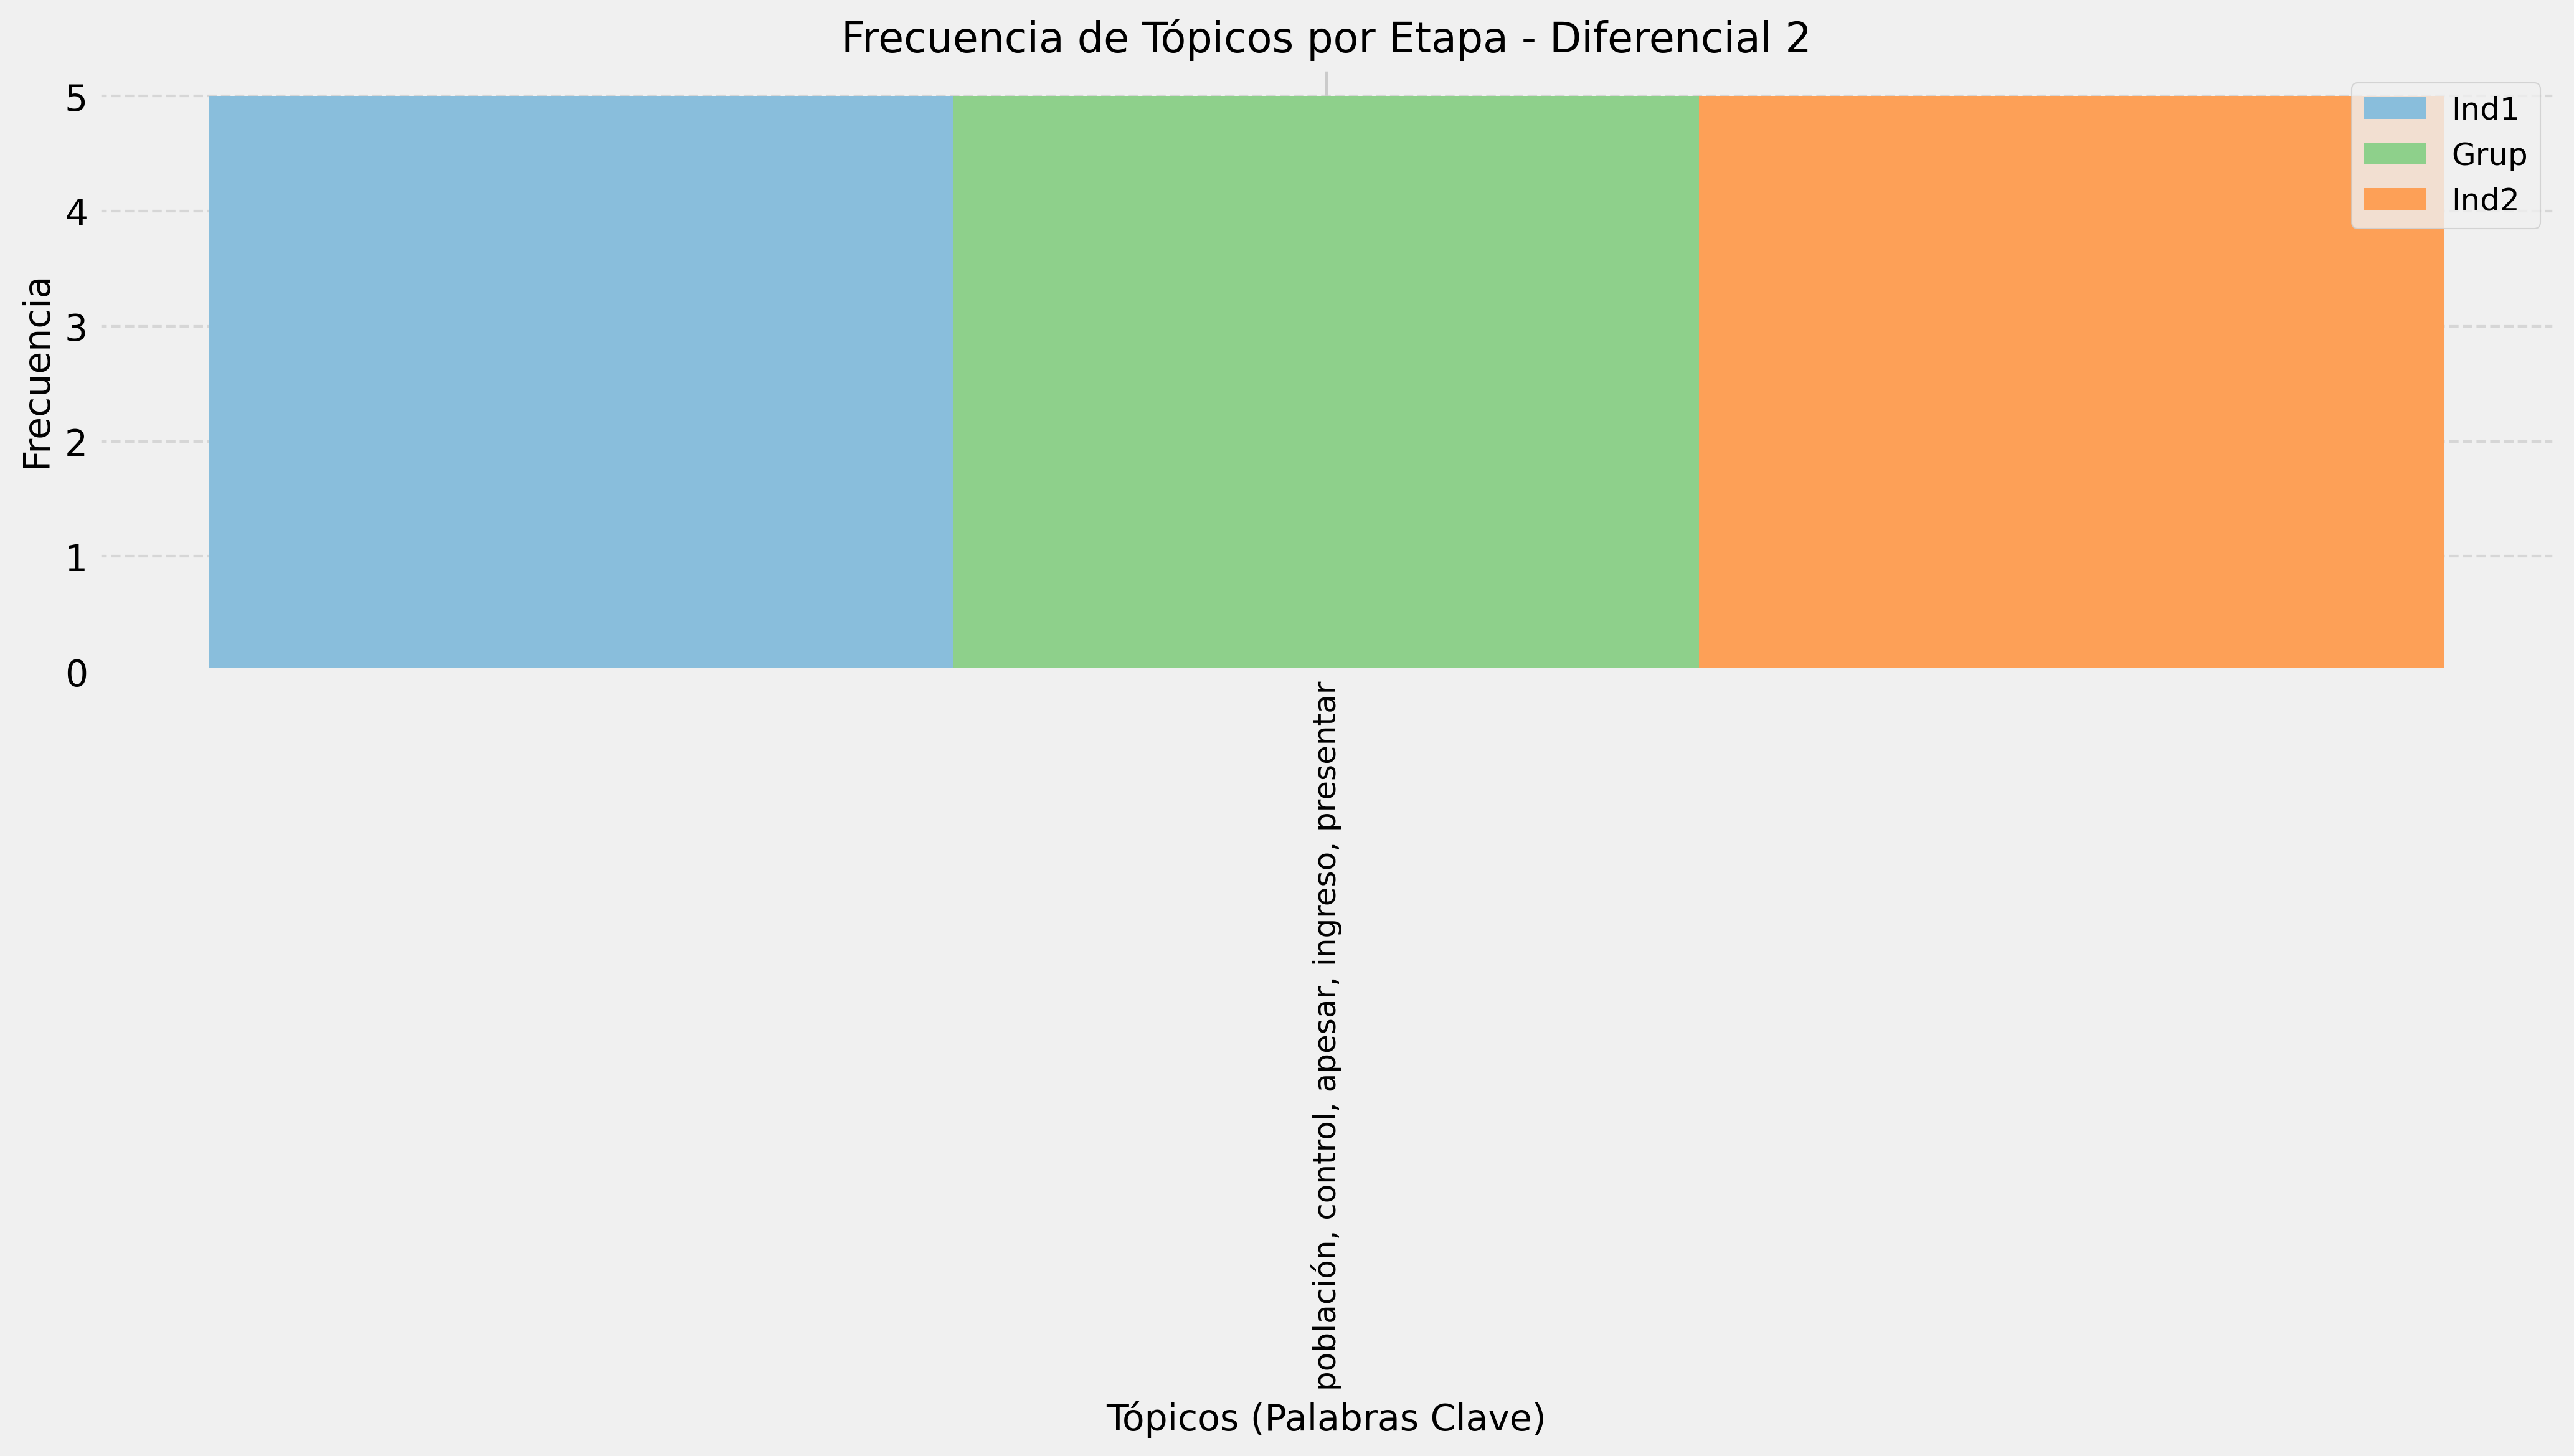 Frecuencia de Tópicos por Etapa - Diferencial 2
Frecuencia
5
4
3
2
1
0
Ind1
Grup
Ind2
población, control, apesar, ingreso, presentar
Tópicos (Palabras Clave)